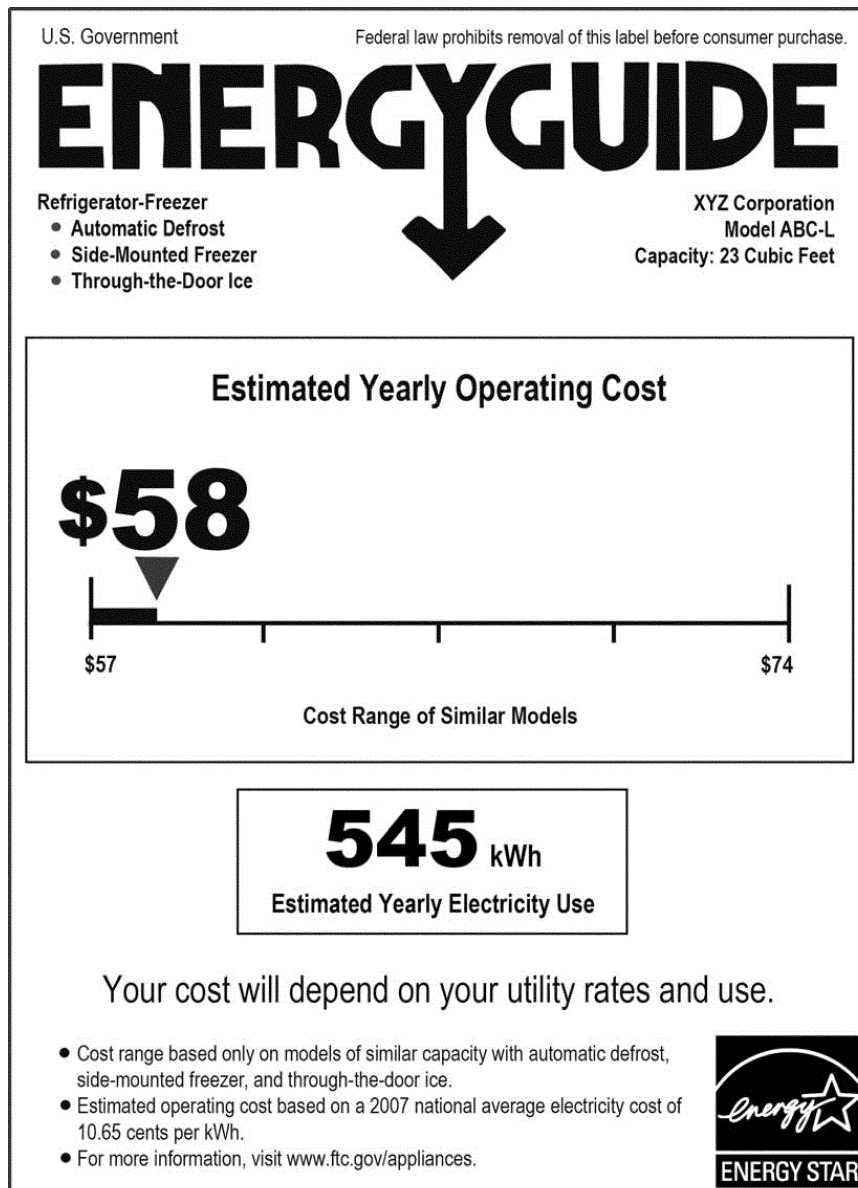 U.S. Government
Federal law prohibits removal of this label before consumer purchase.
ENERGYGUIDE
Refrigerator-Freezer
● Automatic Defrost
● Side-Mounted Freezer
● Through-the-Door Ice
XYZ Corporation
Model ABC-L
Capacity: 23 Cubic Feet
Estimated Yearly Operating Cost
$58
$57
$74
Cost Range of Similar Models
545 kWh
Estimated Yearly Electricity Use
Your cost will depend on your utility rates and use.
● Cost range based only on models of similar capacity with automatic defrost,
side-mounted freezer, and through-the-door ice.
● Estimated operating cost based on a 2007 national average electricity cost of
10.65 cents per kWh.
● For more information, visit www.ftc.gov/appliances.
energy
ENERGY STAR